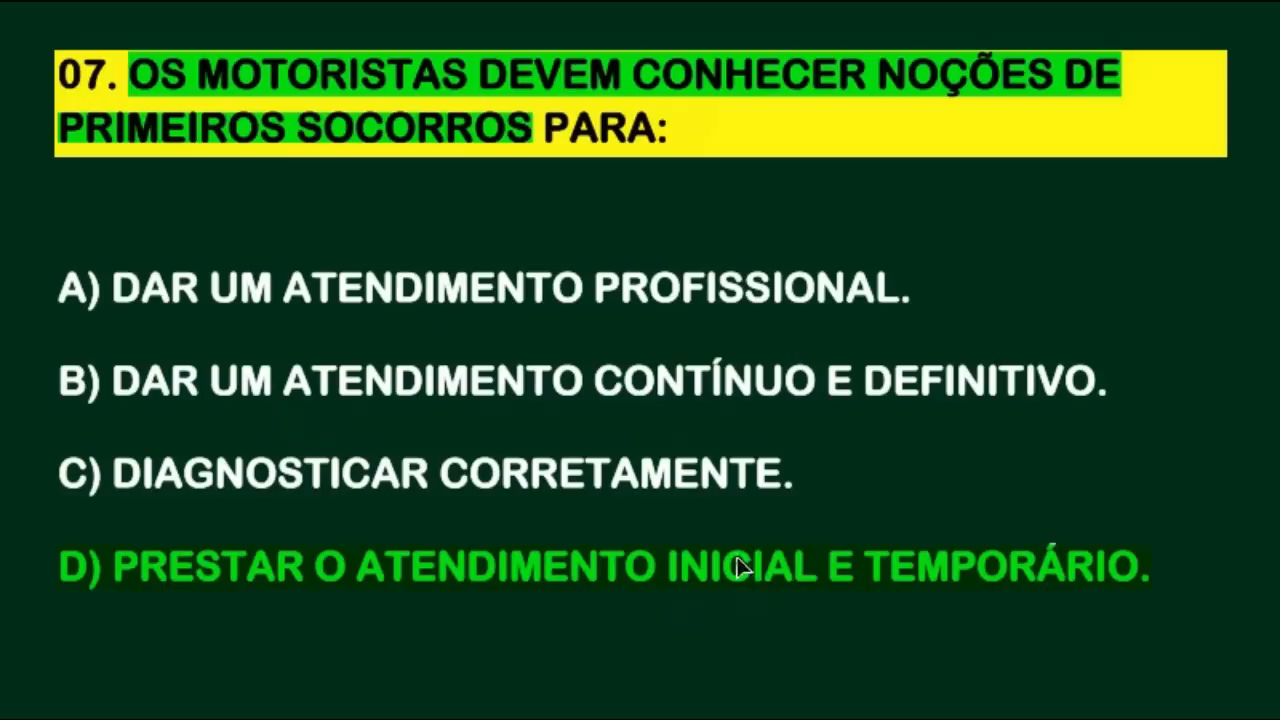 07. OS MOTORISTAS DEVEM CONHECER NOÇÕES DE
PRIMEIROS SOCORROS PARA:
A) DAR UM ATENDIMENTO PROFISSIONAL.
B) DAR UM ATENDIMENTO CONTÍNUO E DEFINITIVO.
C) DIAGNOSTICAR CORRETAMENTE.
D) PRESTAR O ATENDIMENTO INICIAL E TEMPORÁRIO.